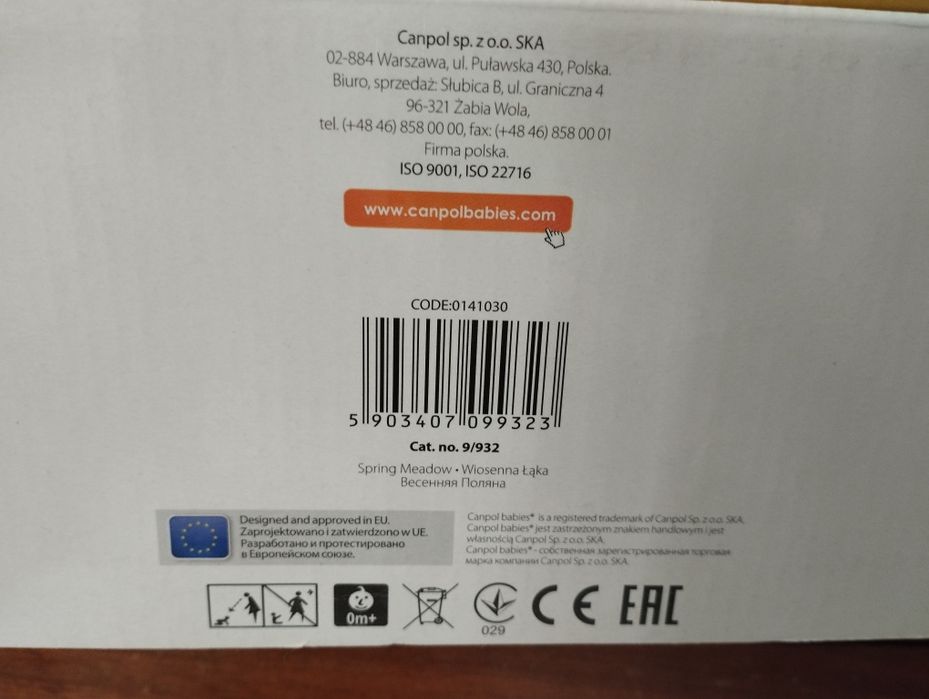 Canpol sp. z o.o. SKA
02-884 Warszawa, ul. Puławska 430, Polska.
Biuro, sprzedaż: Słubica B, ul. Graniczna 4
96-321 Żabia Wola,
tel. (+48 46) 858 00 00, fax: (+48 46) 858 00 01
Firma polska.
ISO 9001, ISO 22716
www.canpolbabies.com
CODE:0141030
5 903407 099323
Cat. no. 9/932
Spring Meadow • Wiosenna Łąka
Весенняя Поляна
Designed and approved in EU.
Zaprojektowano i zatwierdzono w UE.
Разработано и протестировано
в Европейском союзе.
Canpol babies* is a registered trademark of Canpol Sp. z o.o. SKA.
Canpol babies* jest zastrzeżonym znakiem handlowym i jest
własnością Canpol Sp. z o.o. SKA.
Canpol babies* - собственная зарегистрированная торговая
марка компании Canpol Sp. z o.o. SKA.
0m+
029
CE
EAC